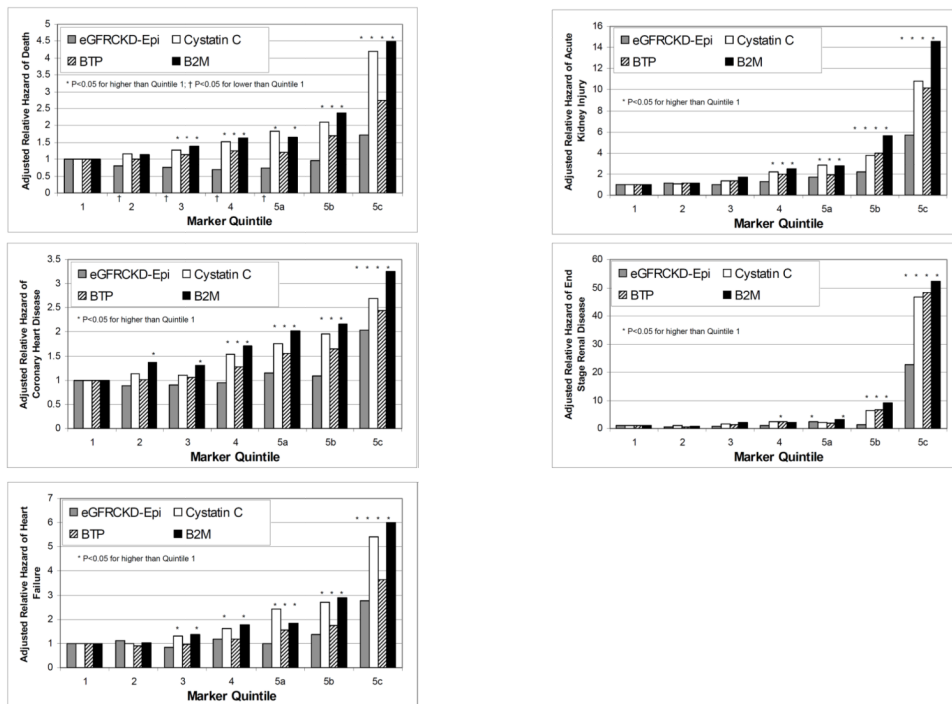 Adjusted Relative Hazard of Death
5
4.5
4
3.5
3
2.5
2
1.5
1
0.5
0
eGFRCKD-Epi Cystatin C
BTP B2M
* P<0.05 for higher than Quintile 1; † P<0.05 for lower than Quintile 1
* * * *
* * *
* * *
* *
* * *
† † † †
1 2 3 4 5a 5b 5c
Marker Quintile
Adjusted Relative Hazard of Acute
Kidney Injury
16
14
12
10
8
6
4
2
0
eGFRCKD-Epi Cystatin C
BTP B2M
* P<0.05 for higher than Quintile 1
* * * *
* * * *
* * *
* * *
1 2 3 4 5a 5b 5c
Marker Quintile
Adjusted Relative Hazard of
Coronary Heart Disease
3.5
3
2.5
2
1.5
1
0.5
0
eGFRCKD-Epi Cystatin C
BTP B2M
* P<0.05 for higher than Quintile 1
* * * *
* * *
* * *
* * *
*
*
1 2 3 4 5a 5b 5c
Marker Quintile
Adjusted Relative Hazard of End
Stage Renal Disease
60
50
40
30
20
10
0
eGFRCKD-Epi Cystatin C
BTP B2M
* P<0.05 for higher than Quintile 1
* * * *
* * *
* * *
1 2 3 4 5a 5b 5c
Marker Quintile
Adjusted Relative Hazard of Heart
Failure
7
6
5
4
3
2
1
0
eGFRCKD-Epi Cystatin C
BTP B2M
* P<0.05 for higher than Quintile 1
* * * *
* * *
* * *
* *
* *
1 2 3 4 5a 5b 5c
Marker Quintile